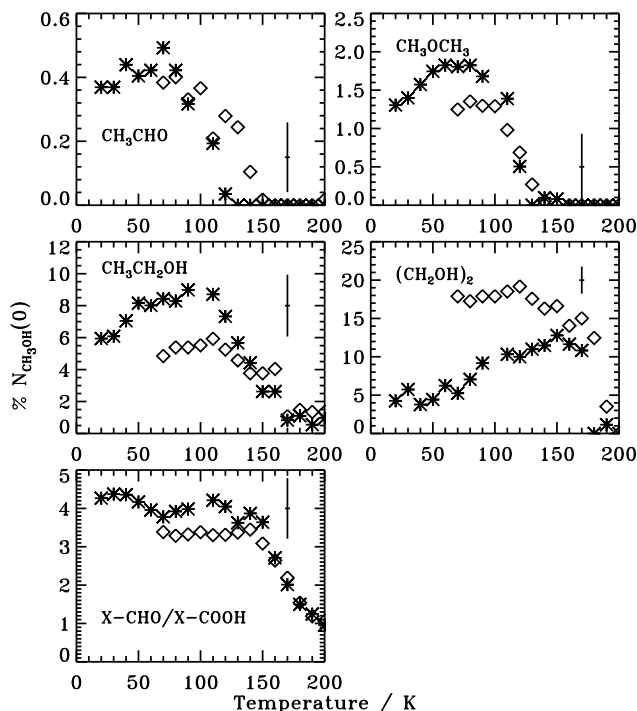 0.6
0.4
0.2
0.0
CH₃CHO
0 50 100 150 200
2.5
2.0
1.5
1.0
0.5
0.0
CH₃OCH₃
0 50 100 150 200
% N_CH₃OH(0)
12
10
8
6
4
2
0
CH₃CH₂OH
0 50 100 150 200
25
20
15
10
5
0
(CH₂OH)₂
0 50 100 150 200
5
4
3
2
1
0
X−CHO/X−COOH
0 50 100 150 200
Temperature / K